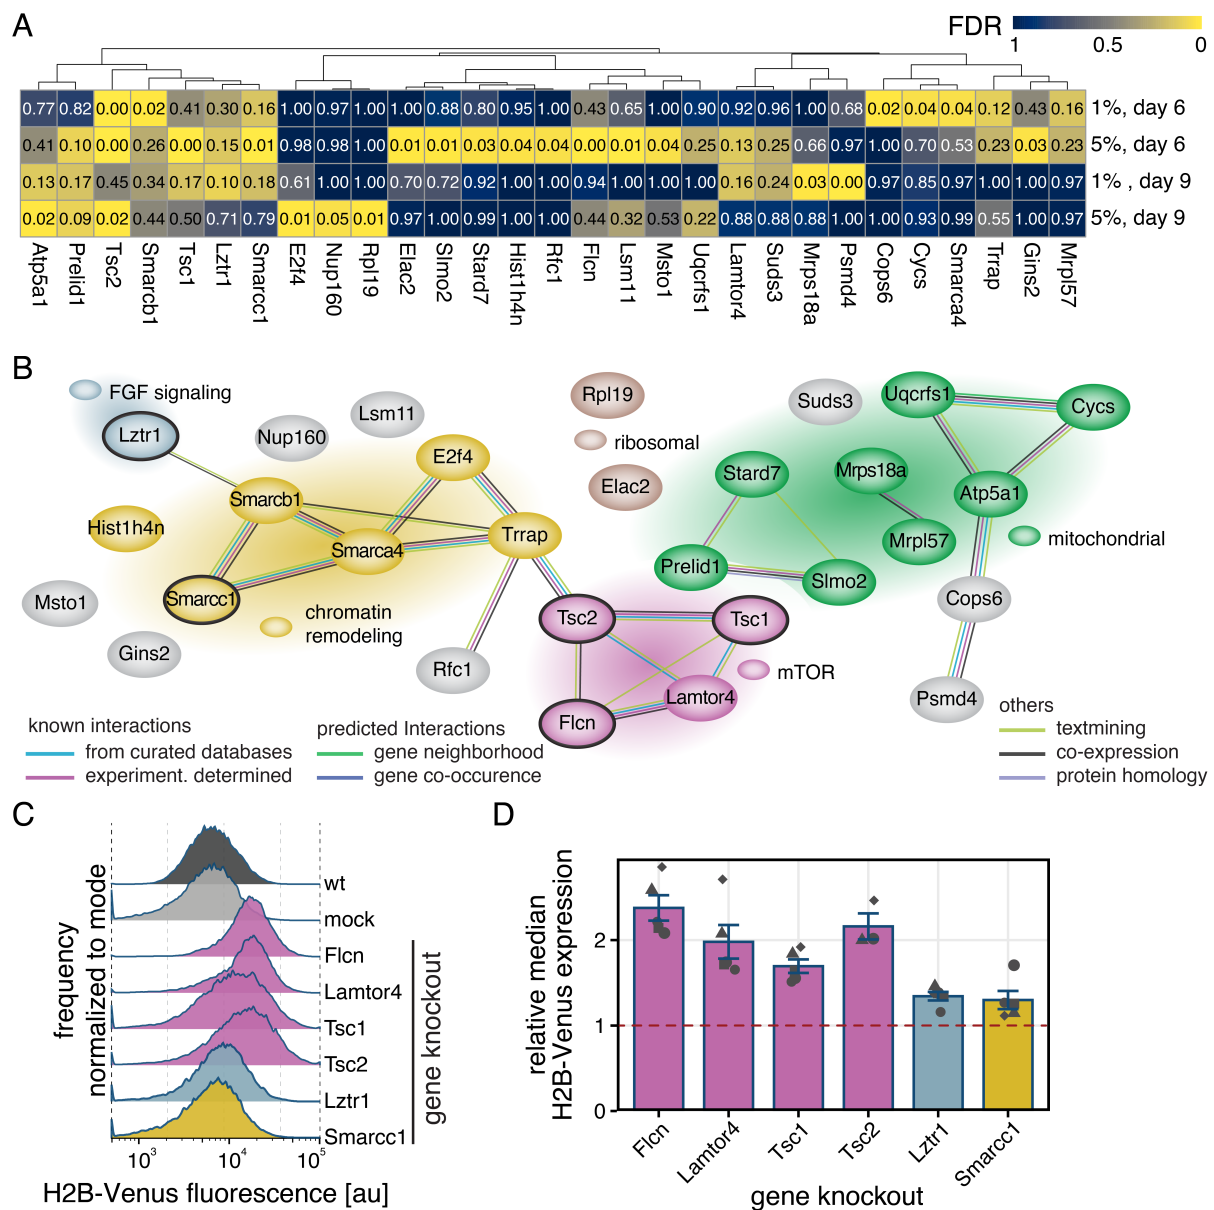 A
FDR
1 0.5 0
0.77 0.82 0.00 0.02 0.41 0.30 0.16 1.00 0.97 1.00 1.00 0.88 0.80 0.95 1.00 0.43 0.65 1.00 0.90 0.92 0.96 1.00 0.68 0.02 0.04 0.04 0.12 0.43 0.16 1%, day 6
0.41 0.10 0.00 0.26 0.00 0.15 0.01 0.98 0.98 1.00 0.01 0.01 0.03 0.04 0.04 0.00 0.01 0.04 0.25 0.13 0.25 0.66 0.97 1.00 0.70 0.53 0.23 0.03 0.23 5%, day 6
0.13 0.17 0.45 0.34 0.17 0.10 0.18 0.61 1.00 1.00 0.70 0.72 0.92 1.00 1.00 0.94 1.00 1.00 1.00 0.16 0.24 0.03 0.00 0.97 0.85 0.97 1.00 1.00 0.97 1% , day 9
0.02 0.09 0.02 0.44 0.50 0.71 0.79 0.01 0.05 0.01 0.97 1.00 0.99 1.00 1.00 0.44 0.32 0.53 0.22 0.88 0.88 0.88 1.00 1.00 0.93 0.99 0.55 1.00 0.97 5%, day 9
Atp5a1 Prelid1 Tsc2 Smarcb1 Tsc1 Lztr1 Smarcc1 E2f4 Nup160 Rpl19 Elac2 Slmo2 Stard7 Hist1h4n Rfc1 Flcn Lsm11 Msto1 Uqcrfs1 Lamtor4 Suds3 Mrps18a Psmd4 Cops6 Cycs Smarca4 Trrap Gins2 Mrpl57
B
FGF signaling
Lztr1
Nup160
Lsm11
E2f4
Smarcb1
Hist1h4n
Smarca4
Trrap
Smarcc1
Msto1
Gins2
chromatin
remodeling
Rfc1
Rpl19
ribosomal
Elac2
Suds3
Uqcrfs1
Cycs
Stard7
Mrps18a
Atp5a1
Mrpl57
mitochondrial
Prelid1
Slmo2
Cops6
Psmd4
Tsc2
Tsc1
mTOR
Lamtor4
Flcn
known interactions
from curated databases
experiment. determined
predicted Interactions
gene neighborhood
gene co-occurence
others
textmining
co-expression
protein homology
C
frequency
normalized to mode
wt
mock
Flcn
Lamtor4
Tsc1
Tsc2
Lztr1
Smarcc1
gene knockout
10³ 10⁴ 10⁵
H2B-Venus fluorescence [au]
D
relative median
H2B-Venus expression
2
1
0
Flcn Lamtor4 Tsc1 Tsc2 Lztr1 Smarcc1
gene knockout